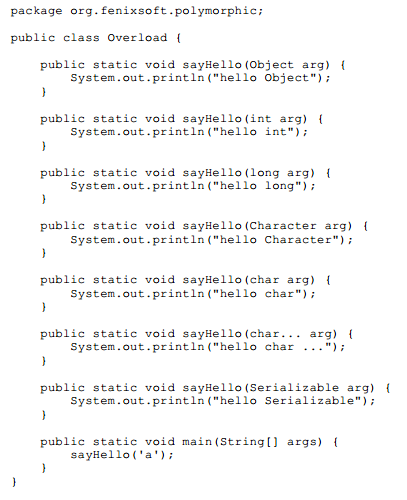 package org.fenixsoft.polymorphic;
public class Overload {
public static void sayHello(Object arg) {
System.out.println("hello Object");
}
public static void sayHello(int arg) {
System.out.println("hello int");
}
public static void sayHello(long arg) {
System.out.println("hello long");
}
public static void sayHello(Character arg) {
System.out.println("hello Character");
}
public static void sayHello(char arg) {
System.out.println("hello char");
}
public static void sayHello(char... arg) {
System.out.println("hello char ...");
}
public static void sayHello(Serializable arg) {
System.out.println("hello Serializable");
}
public static void main(String[] args) {
sayHello('a');
}
}